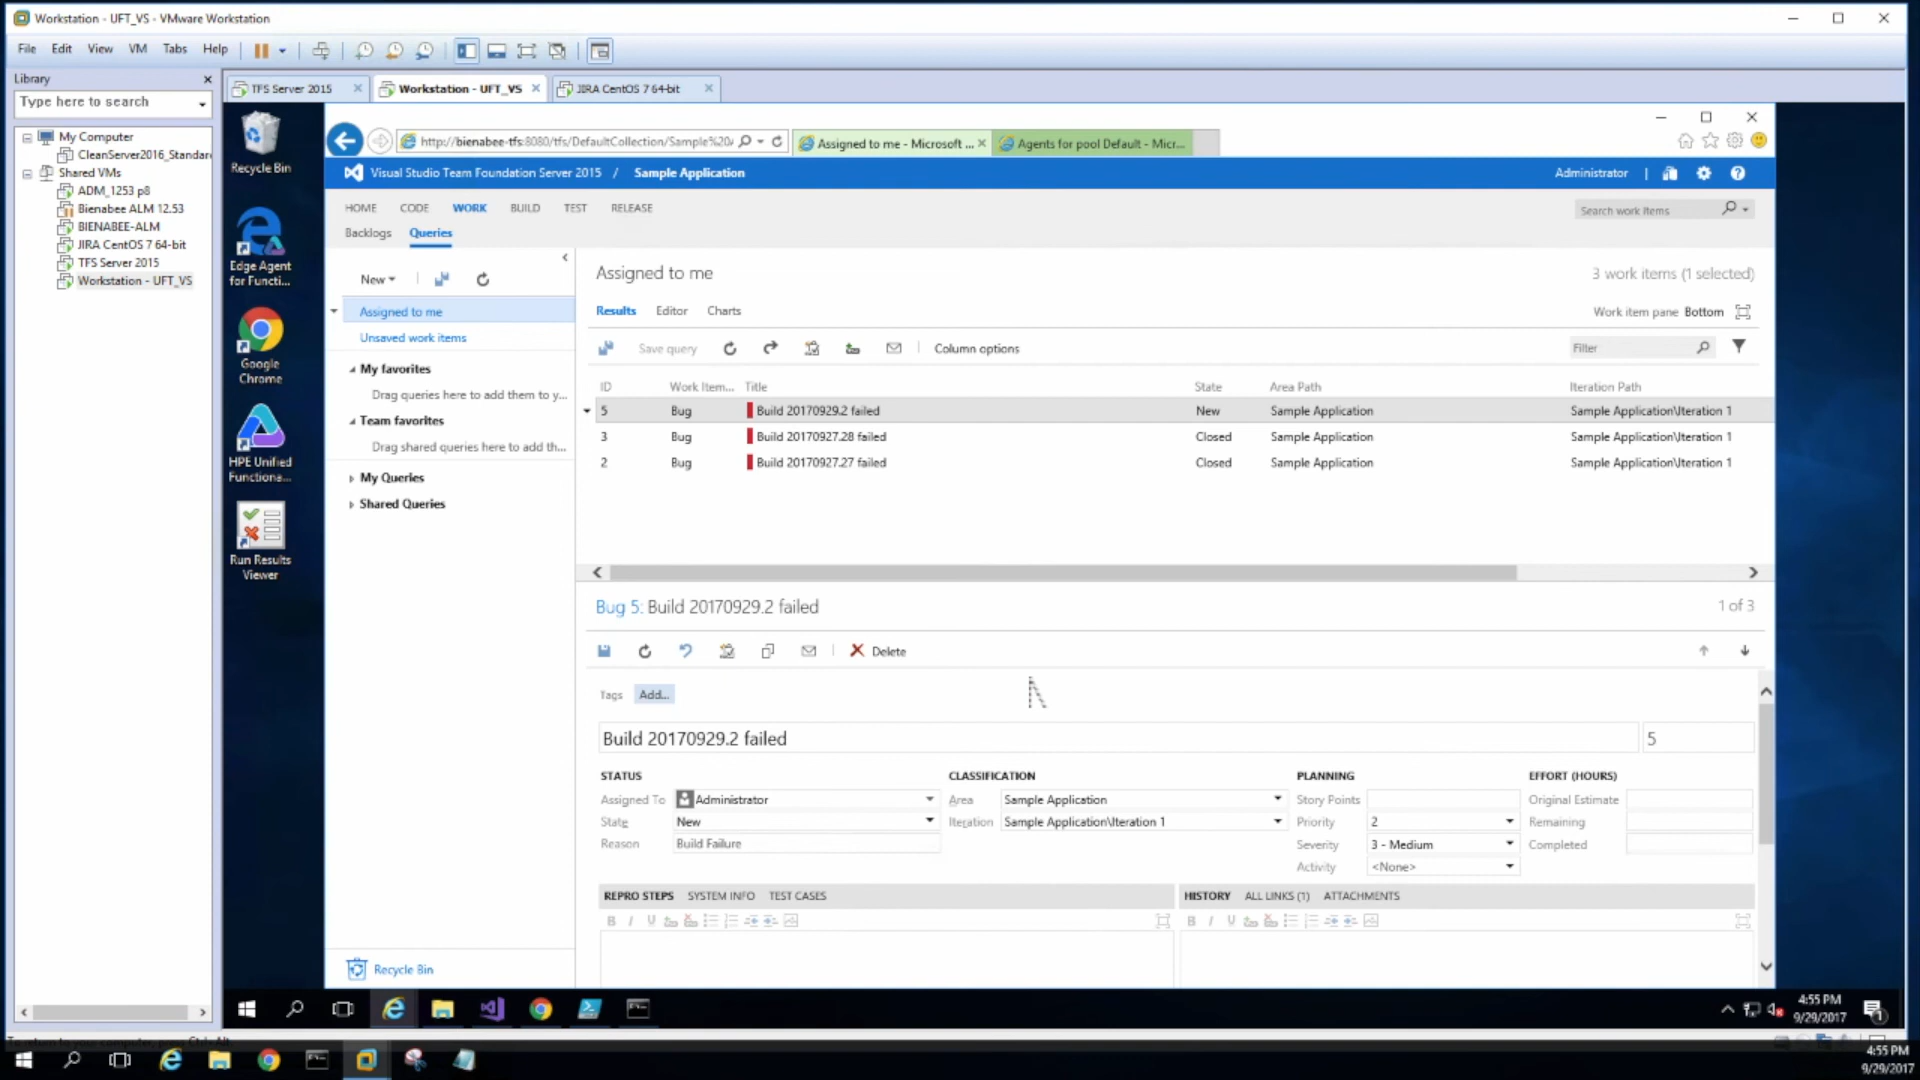 Workstation - UFT_VS - VMware Workstation
File Edit View VM Tabs Help
Library
Type here to search
My Computer
CleanServer2016_Standar
Shared VMs
ADM_1253 p8
Bienabee ALM 12.53
BIENABEE-ALM
JIRA CentOS 7 64-bit
TFS Server 2015
Workstation - UFT_VS
TFS Server 2015
Workstation - UFT_VS
JIRA CentOS 7 64-bit
Recycle Bin
Edge Agent
for Functi...
Google
Chrome
HPE Unified
Functiona...
Run Results
Viewer
http://bienabee-tfs:8080/tfs/DefaultCollection/Sample%20
Assigned to me - Microsoft ...
Agents for pool Default - Micr...
Visual Studio Team Foundation Server 2015 / Sample Application
Administrator
HOME CODE WORK BUILD TEST RELEASE
Search work items
Backlogs Queries
New
Assigned to me
Unsaved work items
My favorites
Drag queries here to add them to y...
Team favorites
Drag shared queries here to add th...
My Queries
Shared Queries
Recycle Bin
Assigned to me
3 work items (1 selected)
Results Editor Charts
Work item pane Bottom
Save query
Column options
Filter
ID Work Item... Title State Area Path Iteration Path
5 Bug Build 20170929.2 failed New Sample Application Sample Application\Iteration 1
3 Bug Build 20170927.28 failed Closed Sample Application Sample Application\Iteration 1
2 Bug Build 20170927.27 failed Closed Sample Application Sample Application\Iteration 1
Bug 5: Build 20170929.2 failed
1 of 3
Delete
Tags Add...
Build 20170929.2 failed 5
STATUS CLASSIFICATION PLANNING EFFORT (HOURS)
Assigned To Administrator Area Sample Application Story Points Original Estimate
State New Iteration Sample Application\Iteration 1 Priority 2 Remaining
Reason Build Failure Severity 3 - Medium Completed
Activity <None>
REPRO STEPS SYSTEM INFO TEST CASES HISTORY ALL LINKS (1) ATTACHMENTS
B I U B I U
4:55 PM
9/29/2017
1
4:55 PM
9/29/2017